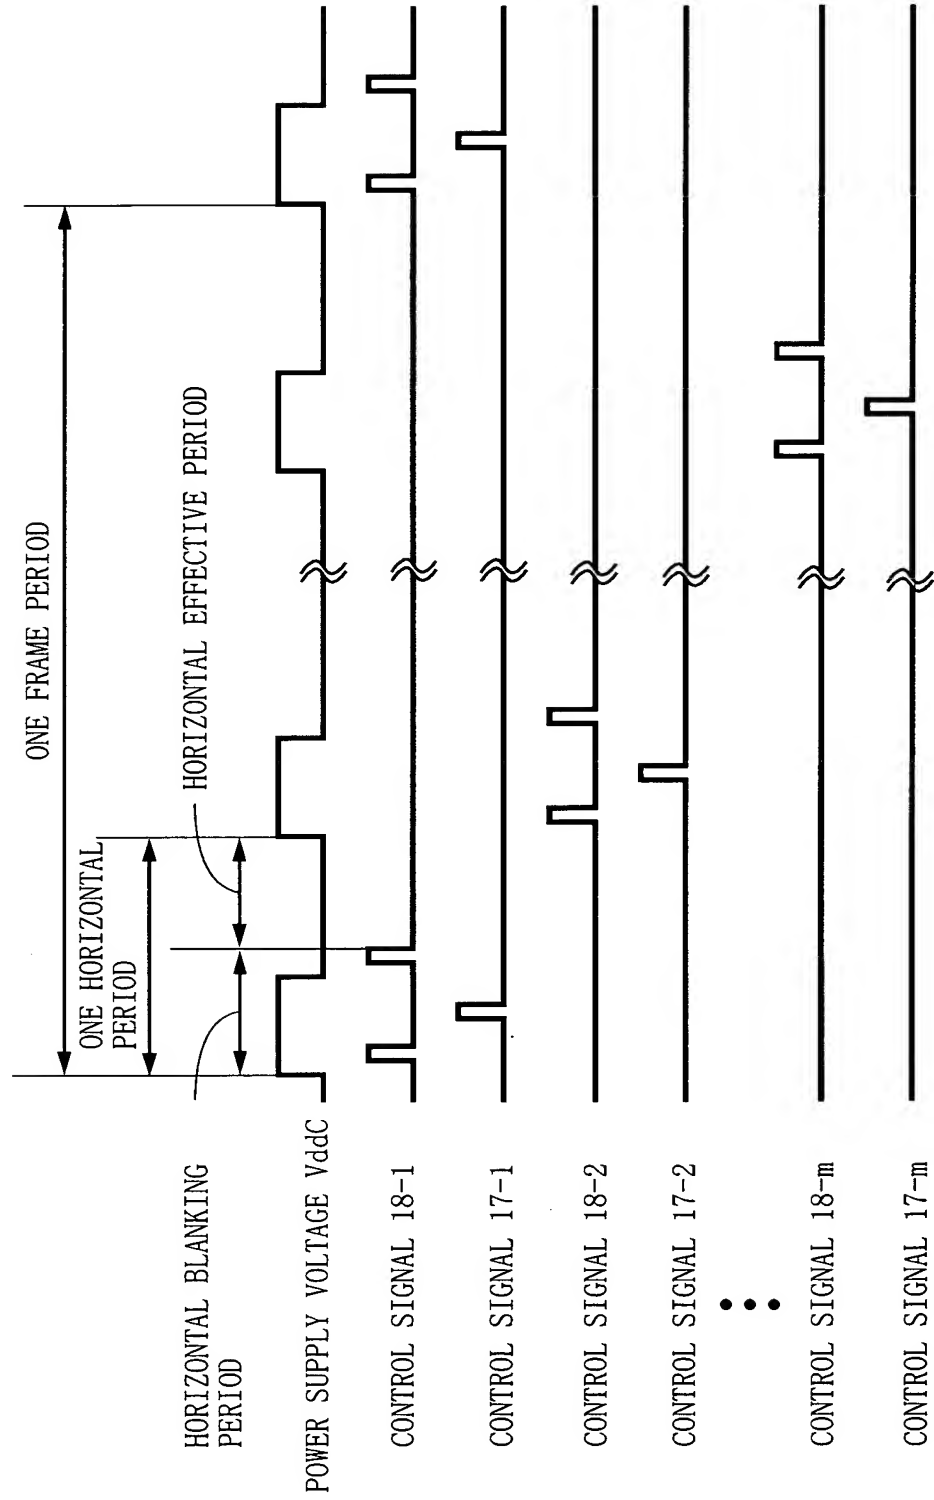 ONE FRAME PERIOD
ONE HORIZONTAL
PERIOD
HORIZONTAL EFFECTIVE PERIOD
HORIZONTAL BLANKING
PERIOD
POWER SUPPLY VOLTAGE VddC
CONTROL SIGNAL 18-1
CONTROL SIGNAL 17-1
CONTROL SIGNAL 18-2
CONTROL SIGNAL 17-2
CONTROL SIGNAL 18-m
CONTROL SIGNAL 17-m